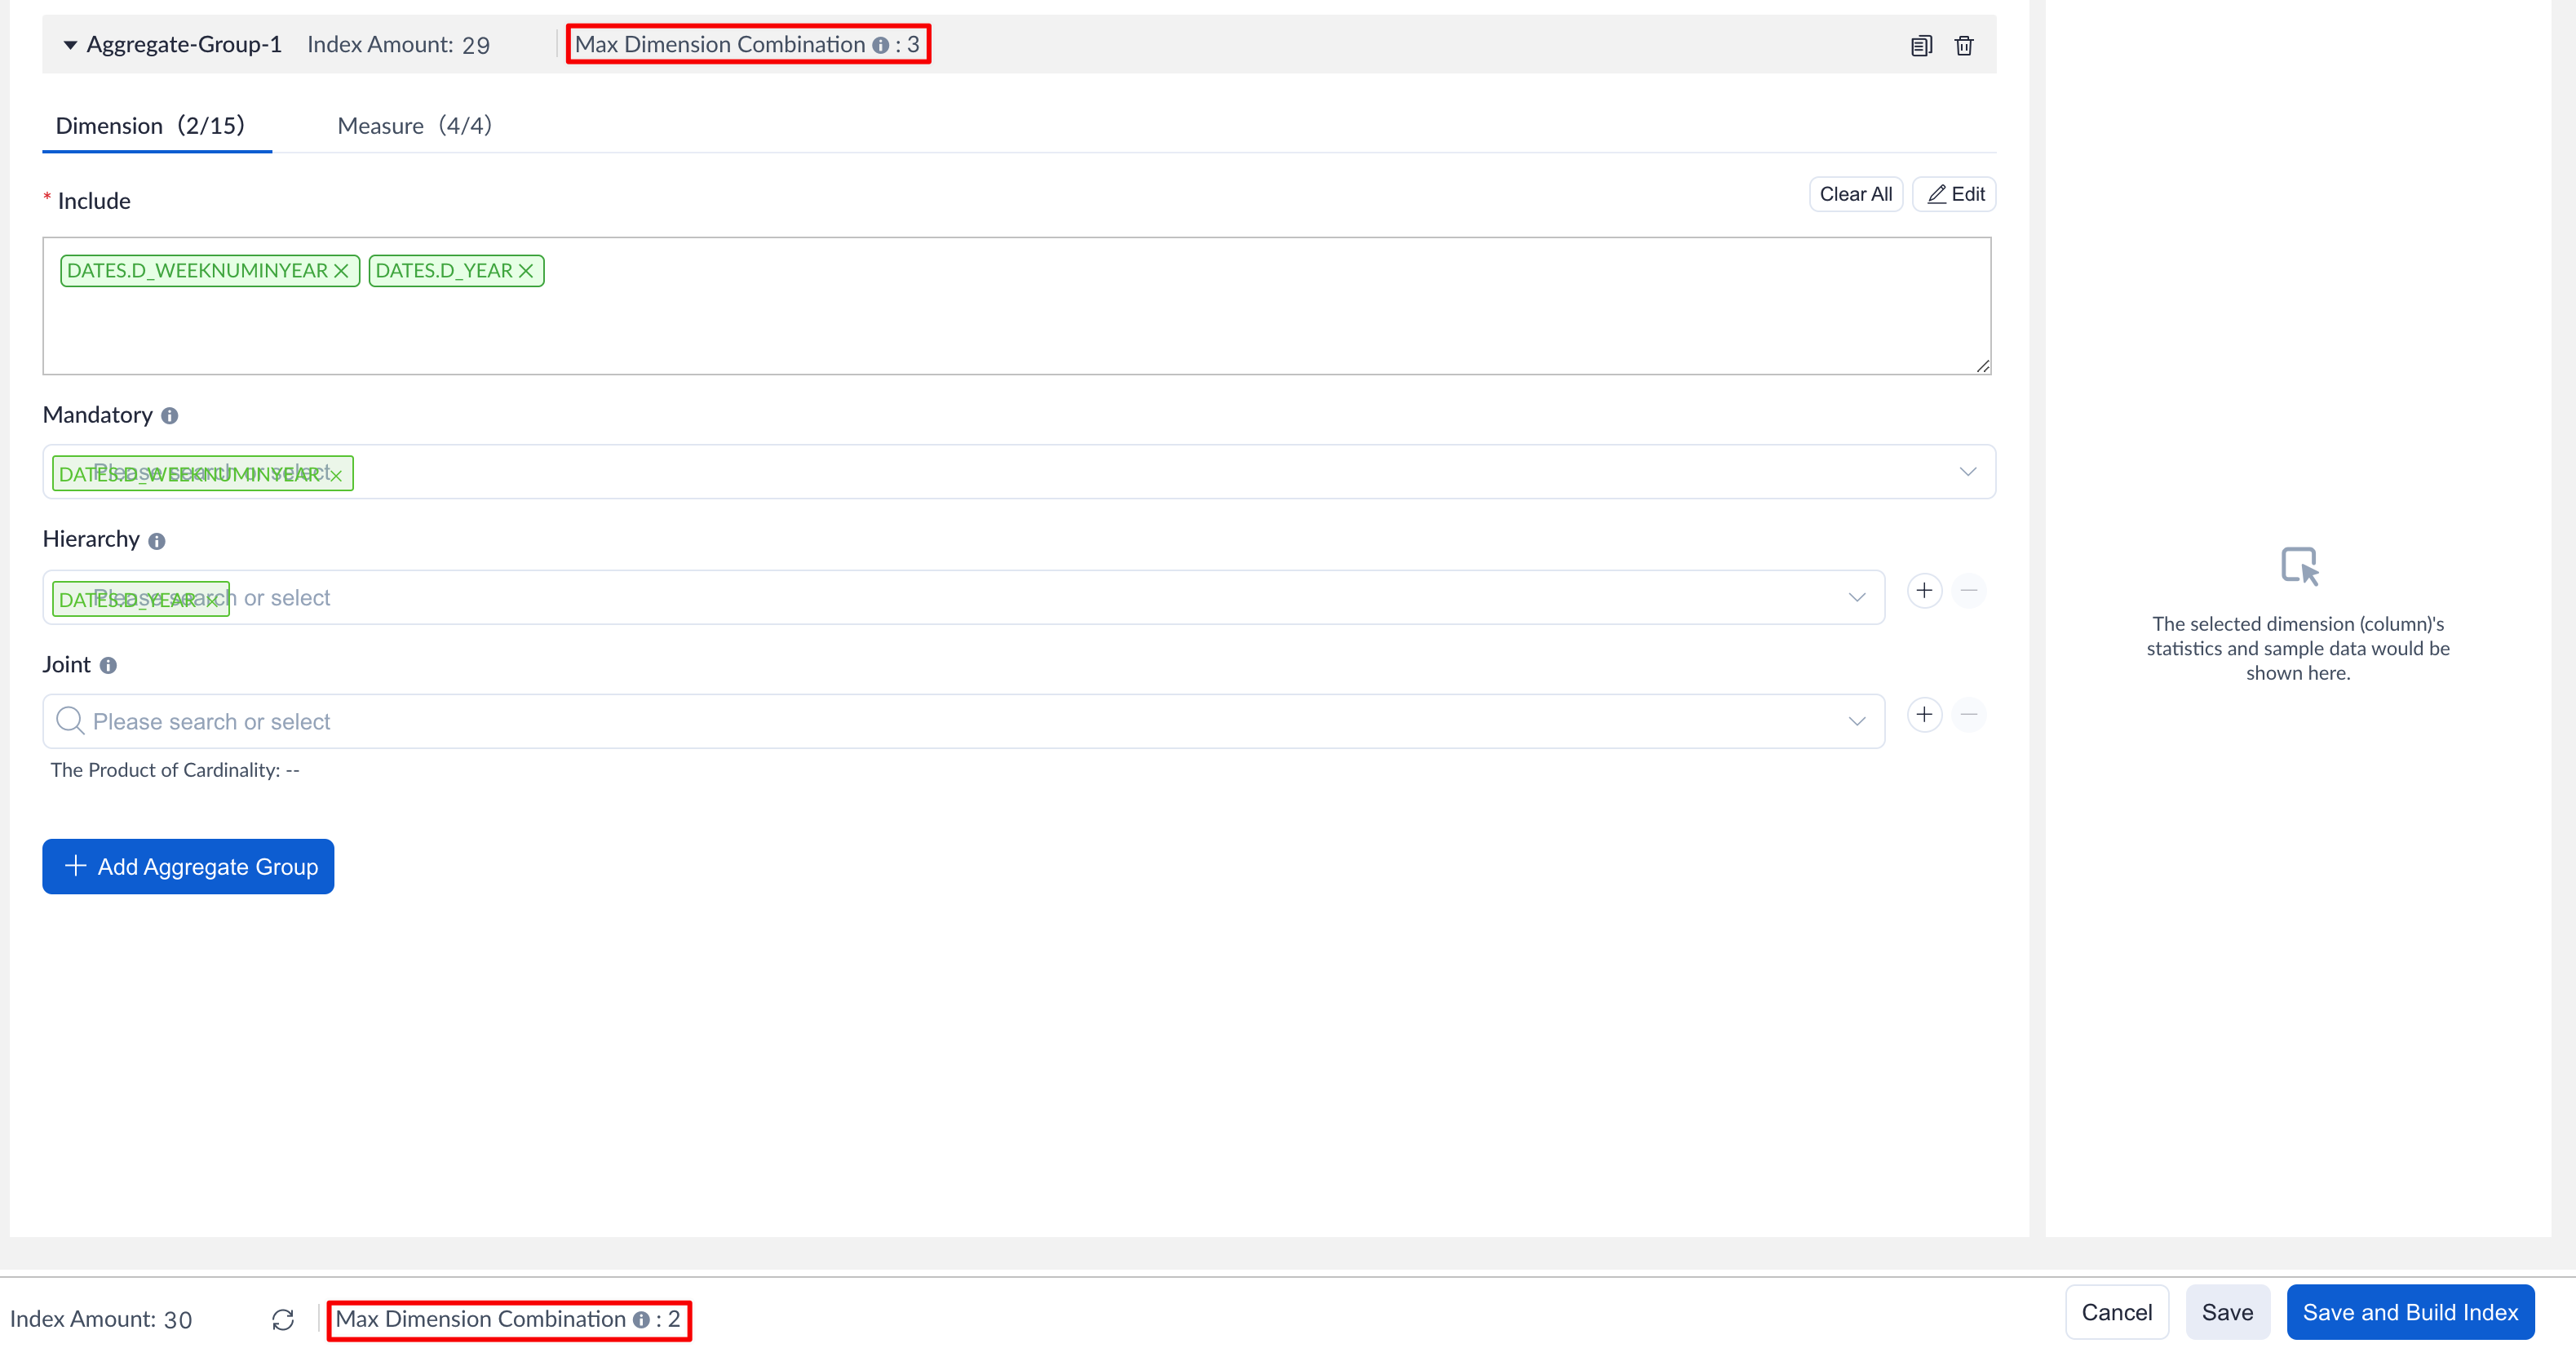 Aggregate-Group-1 Index Amount: 29 Max Dimension Combination : 3
Dimension (2/15) Measure (4/4)
* Include Clear All Edit
DATES.D_WEEKNUMINYEAR DATES.D_YEAR
Mandatory
DATES.D_WEEKNUMINYEAR Please search or select
Hierarchy
DATES.D_YEAR Please search or select
Joint
Please search or select
The Product of Cardinality: --
Add Aggregate Group
The selected dimension (column)'s
statistics and sample data would be
shown here.
Index Amount: 30 Max Dimension Combination : 2 Cancel Save Save and Build Index